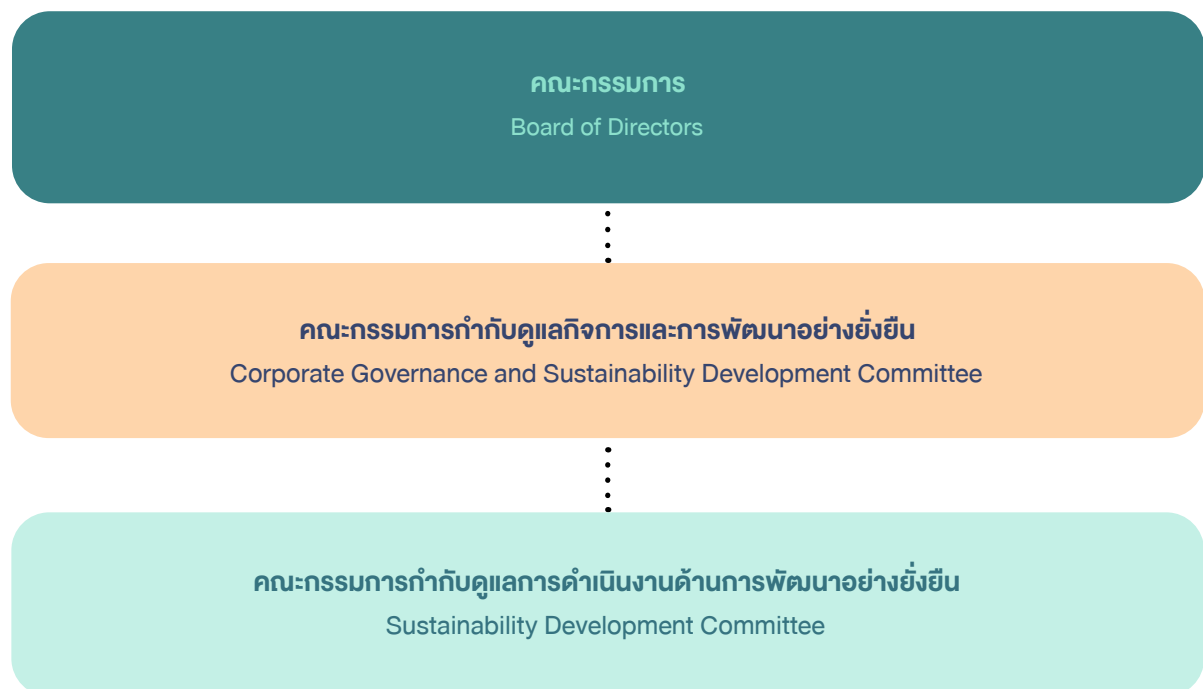 คณะกรรมการ
Board of Directors
คณะกรรมการกำกับดูแลกิจการและการพัฒนาอย่างยั่งยืน
Corporate Governance and Sustainability Development Committee
คณะกรรมการกำกับดูแลการดำเนินงานด้านการพัฒนาอย่างยั่งยืน
Sustainability Development Committee